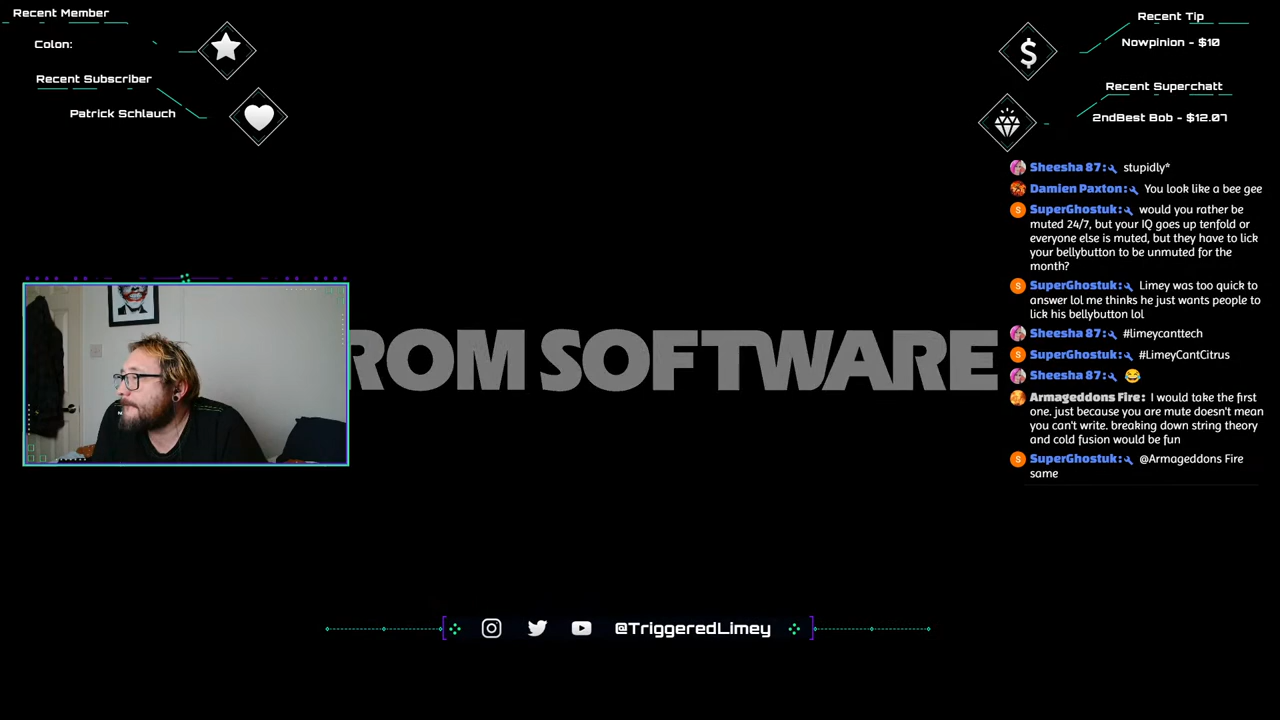 Recent Member
Colon:
Recent Subscriber
Patrick Schlauch
Recent Tip
Nowpinion - $10
Recent Superchatt
2ndBest Bob - $12.07
Sheesha 87: stupidly*
Damien Paxton: You look like a bee gee
SuperGhostuk: would you rather be
muted 24/7, but your IQ goes up tenfold or
everyone else is muted, but they have to lick
your bellybutton to be unmuted for the
month?
SuperGhostuk: Limey was too quick to
answer lol me thinks he just wants people to
lick his bellybutton lol
Sheesha 87: #limeycanttech
SuperGhostuk: #LimeyCantCitrus
Sheesha 87: 😂
Armageddons Fire: I would take the first
one. just because you are mute doesn't mean
you can't write. breaking down string theory
and cold fusion would be fun
SuperGhostuk: @Armageddons Fire
same
ROM SOFTWARE
@TriggeredLimey